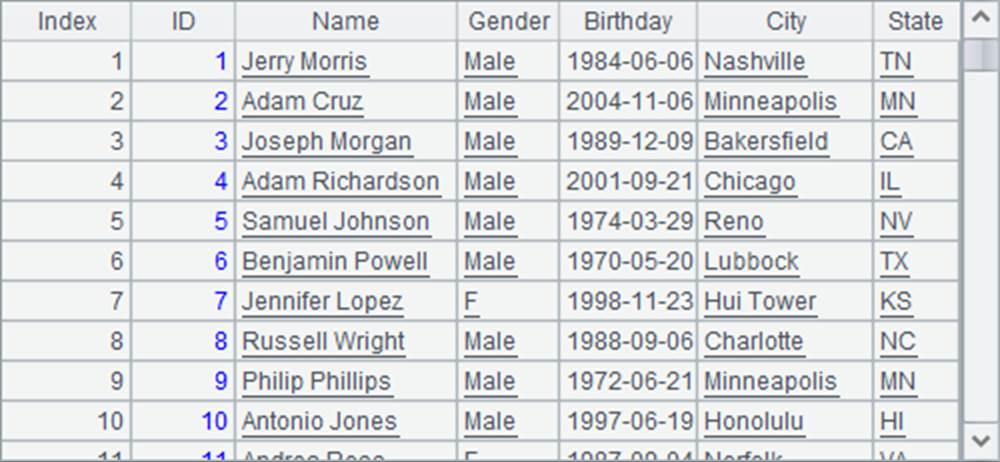 Index ID Name Gender Birthday City State
1 1 Jerry Morris Male 1984-06-06 Nashville TN
2 2 Adam Cruz Male 2004-11-06 Minneapolis MN
3 3 Joseph Morgan Male 1989-12-09 Bakersfield CA
4 4 Adam Richardson Male 2001-09-21 Chicago IL
5 5 Samuel Johnson Male 1974-03-29 Reno NV
6 6 Benjamin Powell Male 1970-05-20 Lubbock TX
7 7 Jennifer Lopez F 1998-11-23 Hui Tower KS
8 8 Russell Wright Male 1988-09-06 Charlotte NC
9 9 Philip Phillips Male 1972-06-21 Minneapolis MN
10 10 Antonio Jones Male 1997-06-19 Honolulu HI
11 11